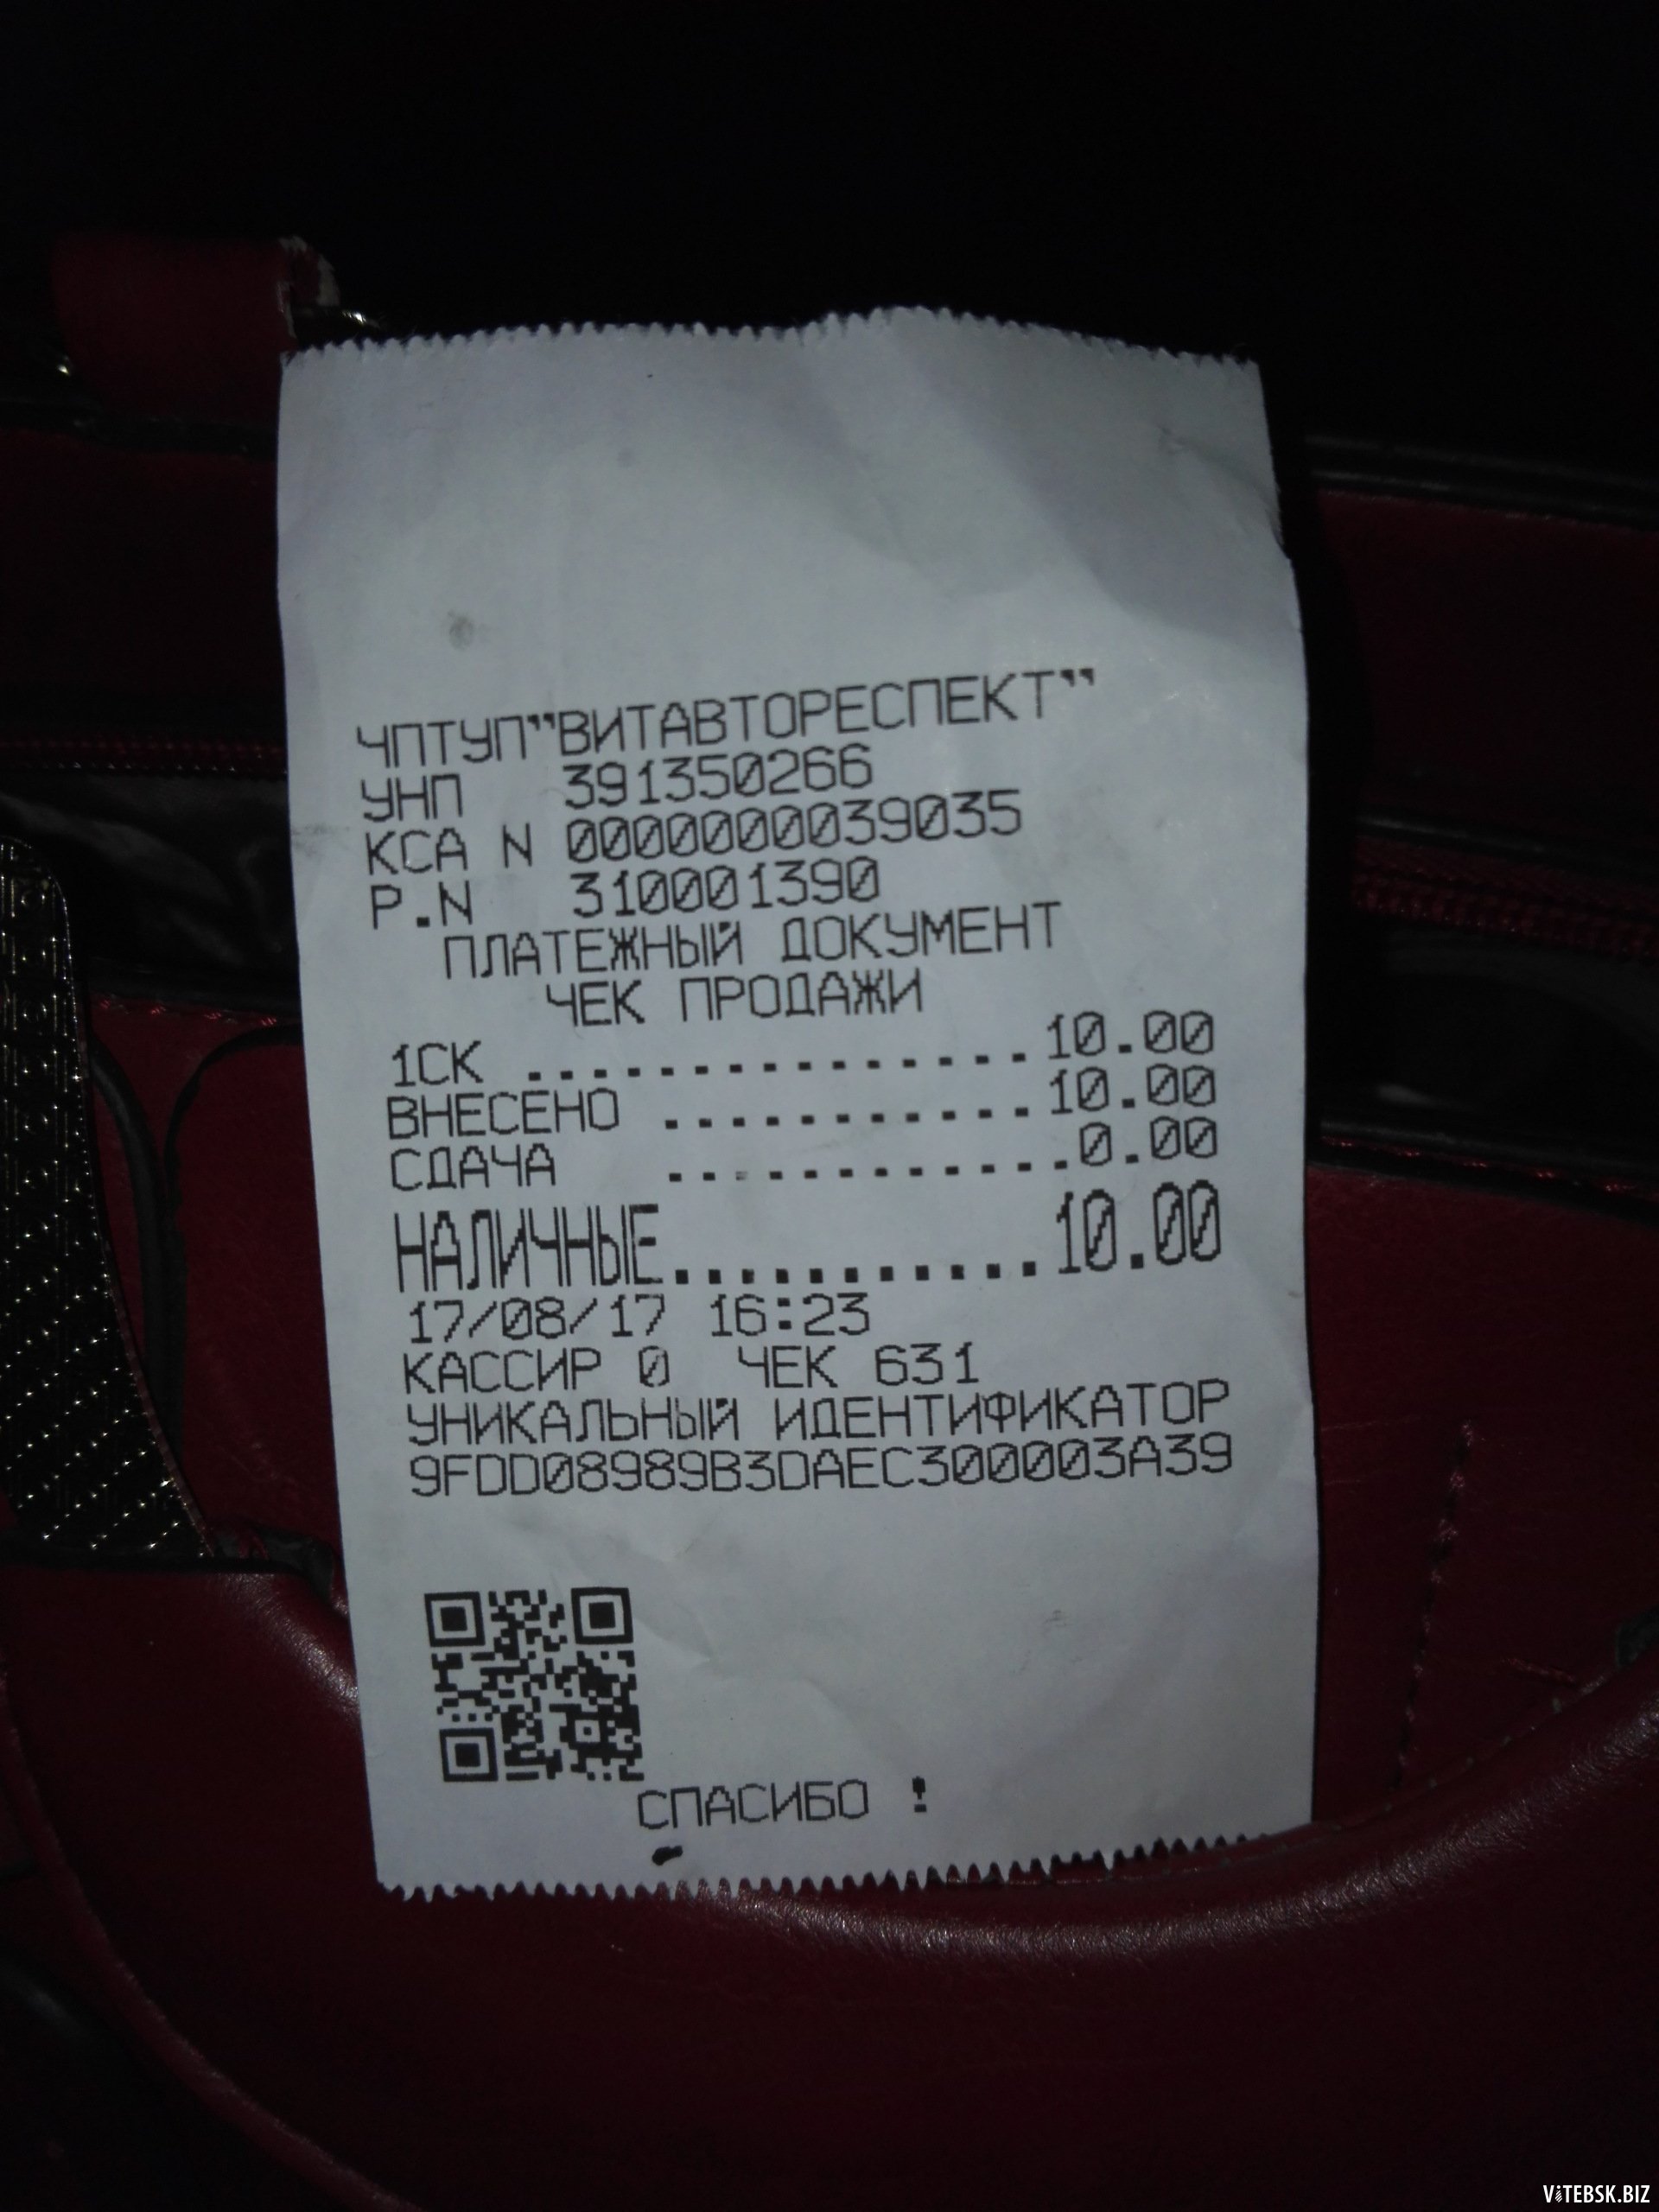 ЧПТУП"ВИТАВТОРЕСПЕКТ"
УНП 391350266
КСА N 0000000039035
Р.N 310001390
ПЛАТЕЖНЫЙ ДОКУМЕНТ
ЧЕК ПРОДАЖИ
1СК ................10.00
ВНЕСЕНО ............10.00
СДАЧА .............0.00
НАЛИЧНЫЕ...........10.00
17/08/17 16:23
КАССИР 0 ЧЕК 631
УНИКАЛЬНЫЙ ИДЕНТИФИКАТОР
9FDD08989B3DAEC300003A39
СПАСИБО !
ViTEBSK.BIZ